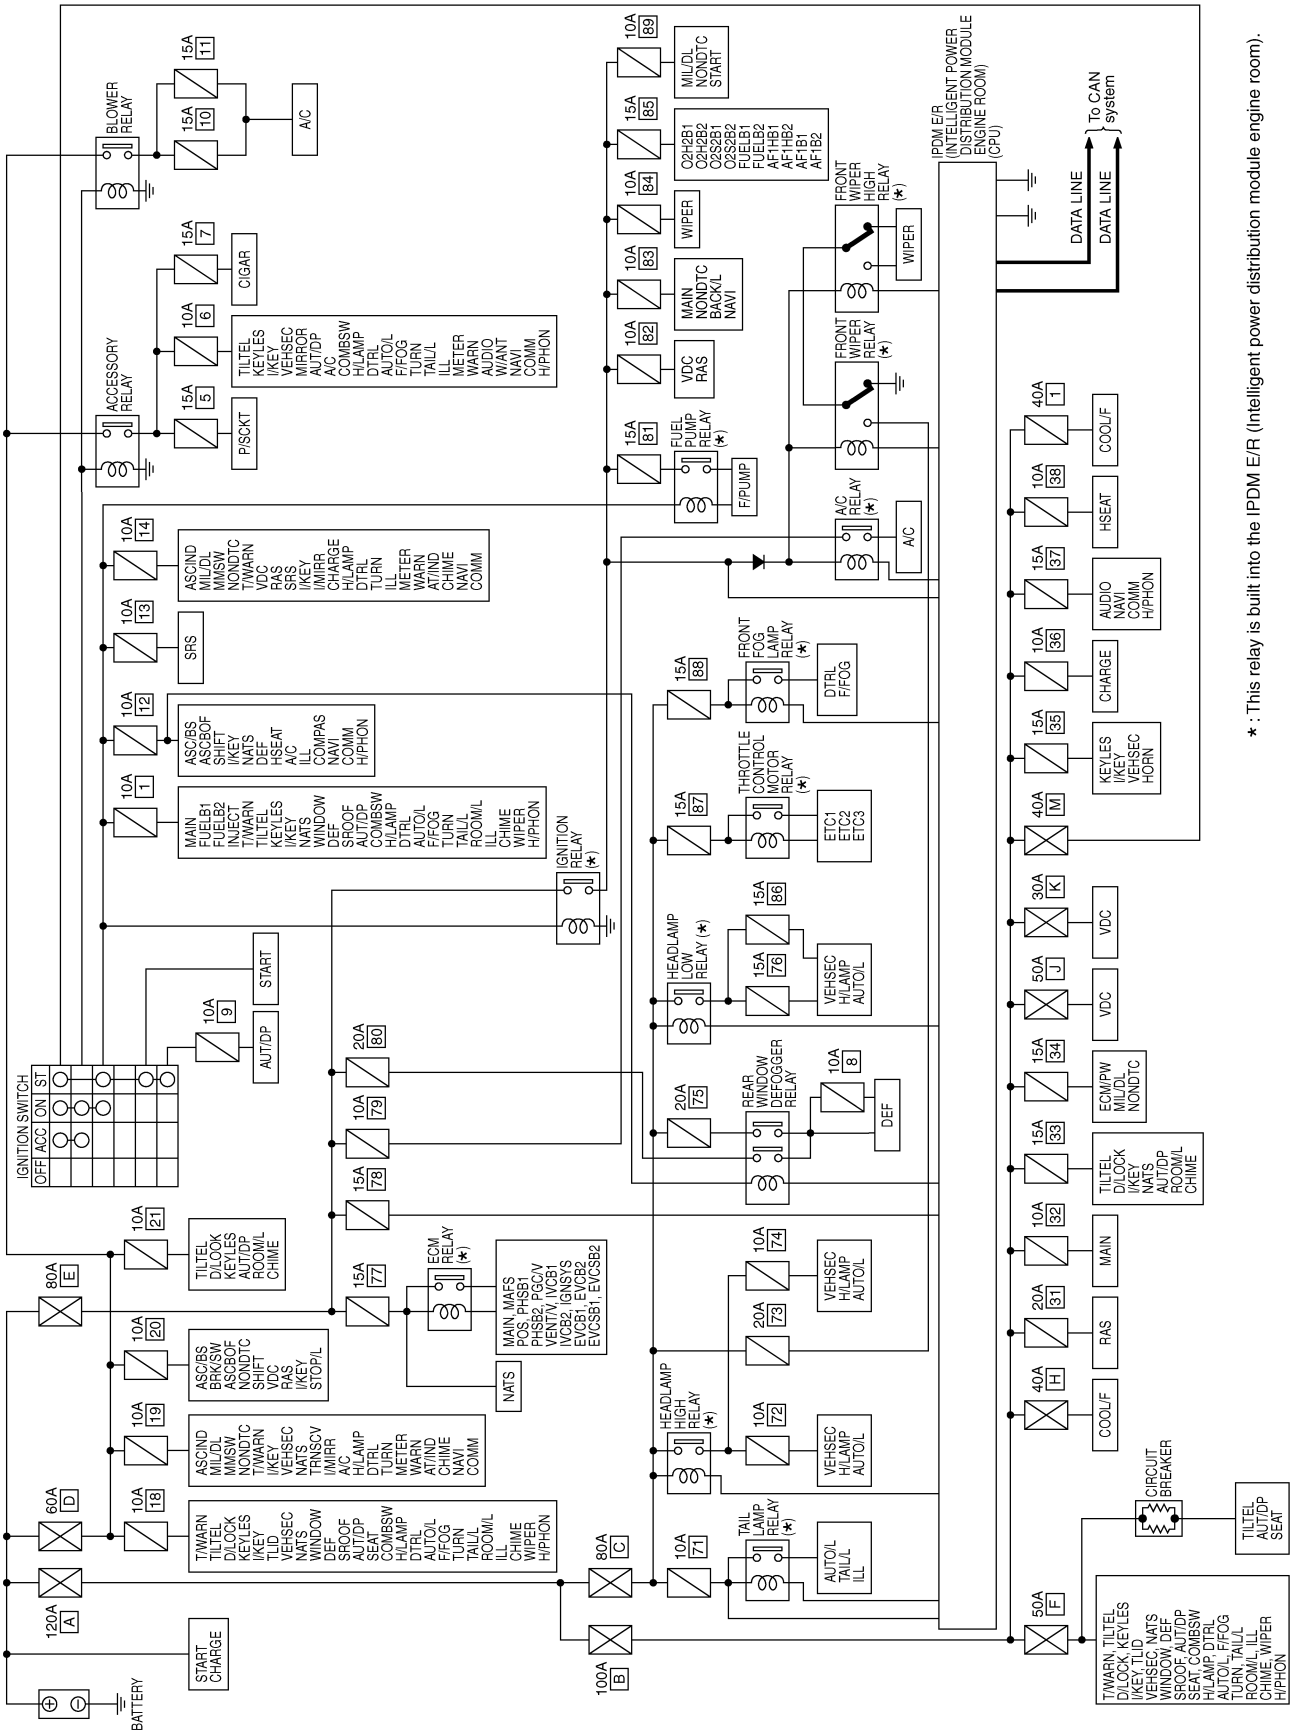 BATTERY
START
CHARGE
120A
A
60A
D
10A
18
T/WARN
TILTEL
D/LOCK
KEYLES
I/KEY
TLID
VEHSEC
NATS
WINDOW
DEF
SROOF
AUT/DP
SEAT
COMBSW
H/LAMP
DTRL
AUTO/L
F/FOG
TURN
TAIL/L
ROOM/L
ILL
CHIME
WIPER
H/PHON
10A
19
ASCIND
MIL/DL
MMSW
NONDTC
T/WARN
I/KEY
VEHSEC
NATS
TRNSCV
I/MIRR
A/C
H/LAMP
DTRL
TURN
METER
WARN
AT/IND
CHIME
NAVI
COMM
10A
20
ASC/BS
BRK/SW
ASCBOF
NONDTC
SHIFT
VDC
RAS
I/KEY
STOP/L
80A
E
10A
21
TILTEL
D/LOOK
KEYLES
AUT/DP
ROOM/L
CHIME
IGNITION SWITCH
OFF
ACC
ON
ST
10A
9
AUT/DP
START
10A
1
MAIN
FUELB1
FUELB2
INJECT
T/WARN
TILTEL
KEYLES
I/KEY
NATS
WINDOW
DEF
SROOF
AUT/DP
COMBSW
H/LAMP
DTRL
AUTO/L
F/FOG
TURN
TAIL/L
ROOM/L
ILL
CHIME
WIPER
H/PHON
10A
12
ASC/BS
ASCBOF
SHIFT
I/KEY
NATS
DEF
HSEAT
A/C
ILL
COMPAS
NAVI
COMM
H/PHON
10A
13
SRS
10A
14
ASCIND
MIL/DL
MMSW
NONDTC
T/WARN
VDC
RAS
SRS
I/KEY
I/MIRR
CHARGE
H/LAMP
DTRL
TURN
ILL
METER
WARN
AT/IND
CHIME
NAVI
COMM
ACCESSORY
RELAY
15A
5
P/SCKT
10A
6
TILTEL
KEYLES
I/KEY
VEHSEC
MIRROR
AUT/DP
A/C
COMBSW
H/LAMP
DTRL
AUTO/L
F/FOG
TURN
TAIL/L
ILL
METER
WARN
AUDIO
W/ANT
NAVI
COMM
H/PHON
15A
7
CIGAR
BLOWER
RELAY
15A
10
15A
11
A/C
15A
77
ECM
RELAY
(*)
NATS
MAIN, MAFS
POS, PHSB1
PHSB2, PGC/V
VENT/V, IVCB1
IVCB2, IGNSYS
EVCB1, EVCB2
EVCSB1, EVCSB2
15A
78
10A
79
20A
80
IGNITION
RELAY
(*)
15A
81
FUEL
PUMP
RELAY
(*)
F/PUMP
10A
82
VDC
RAS
10A
83
MAIN
NONDTC
BACK/L
NAVI
10A
84
WIPER
15A
85
O2H2B1
O2H2B2
O2S2B1
O2S2B2
FUELB1
FUELB2
AF1HB1
AF1HB2
AF1B1
AF1B2
10A
89
MIL/DL
NONDTC
START
80A
C
100A
B
10A
71
TAIL
LAMP
RELAY
(*)
AUTO/L
TAIL/L
ILL
HEADLAMP
HIGH
RELAY
(*)
10A
72
VEHSEC
H/LAMP
AUTO/L
20A
73
10A
74
VEHSEC
H/LAMP
AUTO/L
20A
75
REAR
WINDOW
DEFOGGER
RELAY
10A
8
DEF
HEADLAMP
LOW
RELAY (*)
15A
76
15A
86
VEHSEC
H/LAMP
AUTO/L
15A
87
THROTTLE
CONTROL
MOTOR
RELAY
(*)
ETC1
ETC2
ETC3
15A
88
FRONT
FOG
LAMP
RELAY
(*)
DTRL
F/FOG
A/C
RELAY
(*)
A/C
FRONT
WIPER
RELAY
(*)
FRONT
WIPER
HIGH
RELAY
(*)
WIPER
IPDM E/R
(INTELLIGENT POWER
DISTRIBUTION MODULE
ENGINE ROOM)
(CPU)
DATA LINE
DATA LINE
To CAN
system
50A
F
T/WARN, TILTEL
D/LOCK, KEYLES
I/KEY, TLID
VEHSEC, NATS
WINDOW, DEF
SROOF, AUT/DP
SEAT, COMBSW
H/LAMP, DTRL
AUTO/L, F/FOG
TURN, TAIL/L
ROOM/L, ILL
CHIME, WIPER
H/PHON
CIRCUIT
BREAKER
TILTEL
AUT/DP
SEAT
40A
H
COOL/F
20A
31
RAS
10A
32
MAIN
15A
33
TILTEL
D/LOCK
I/KEY
NATS
AUT/DP
ROOM/L
CHIME
15A
34
ECM/PW
MIL/DL
NONDTC
50A
J
VDC
30A
K
VDC
40A
M
15A
35
KEYLES
I/KEY
VEHSEC
HORN
10A
36
CHARGE
15A
37
AUDIO
NAVI
COMM
H/PHON
10A
38
HSEAT
40A
1
COOL/F
* : This relay is built into the IPDM E/R (Intelligent power distribution module engine room).